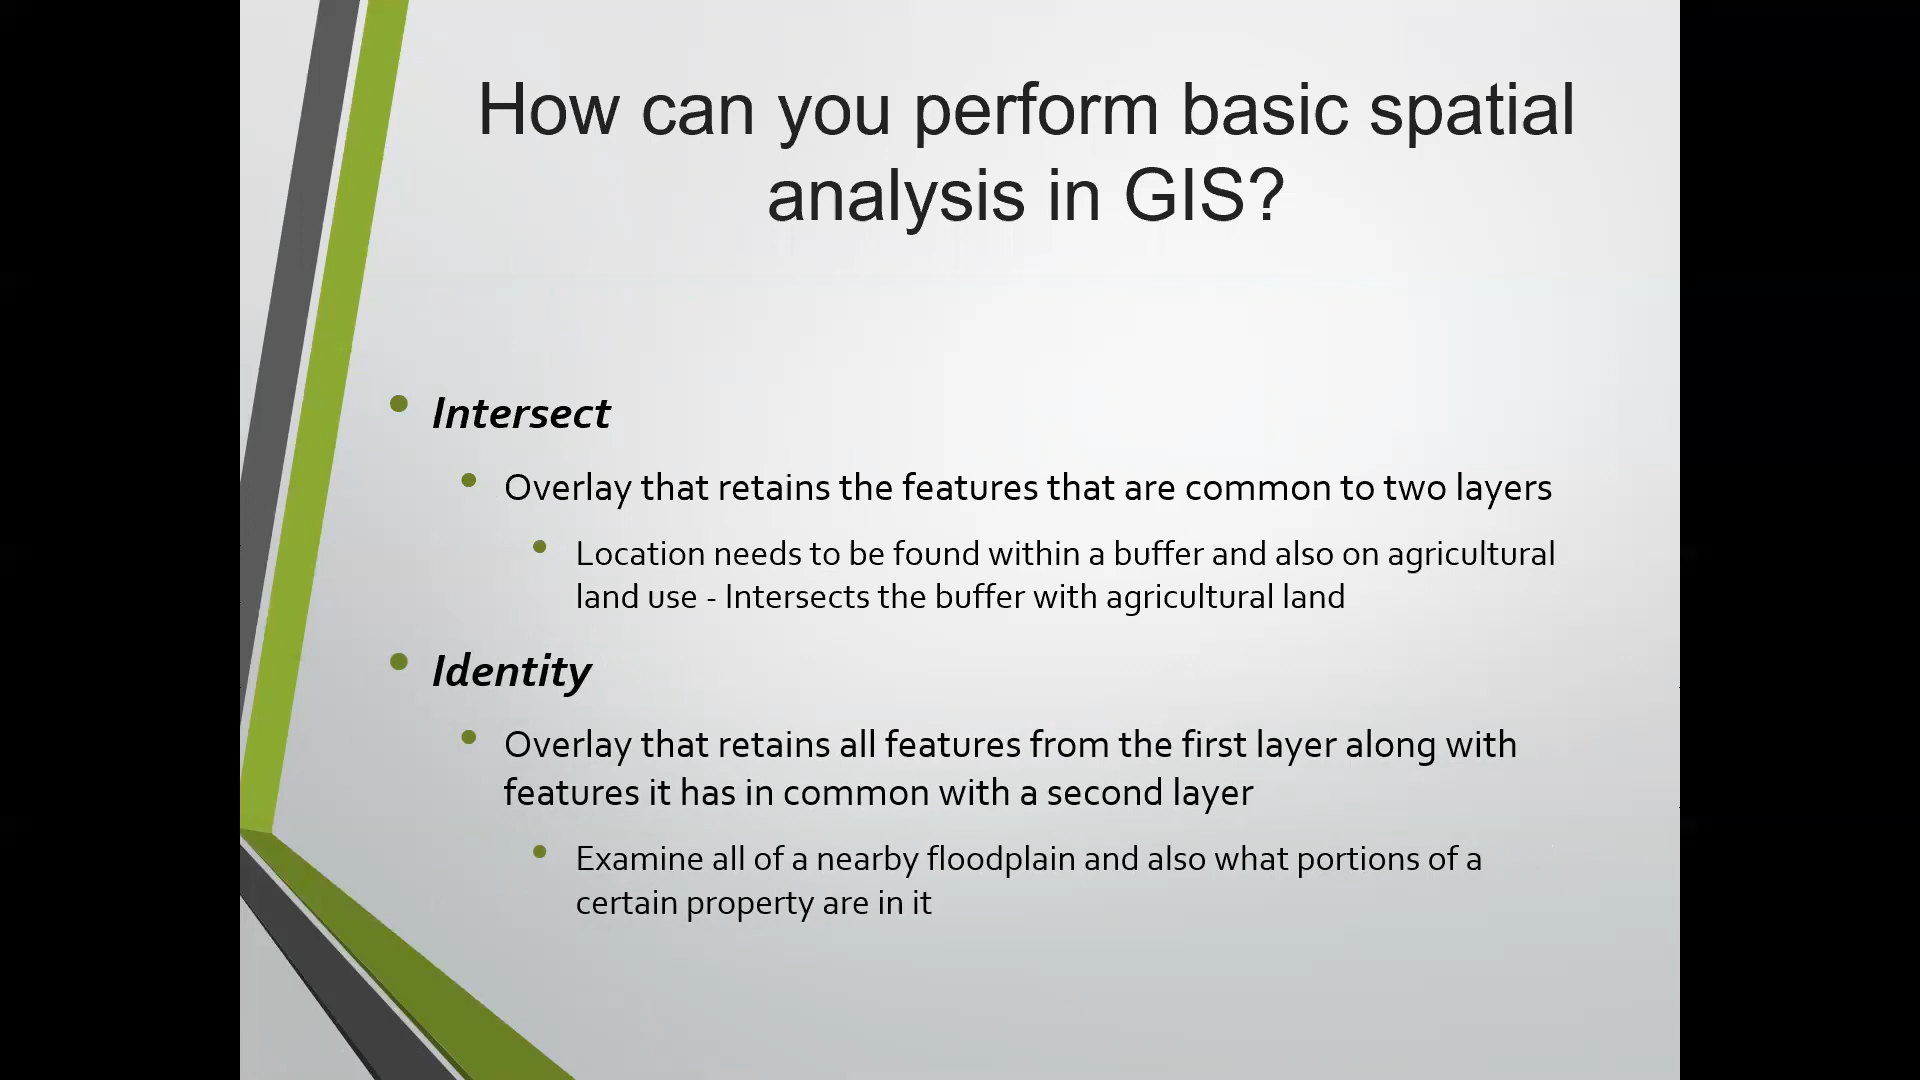 How can you perform basic spatial
analysis in GIS?
• Intersect
• Overlay that retains the features that are common to two layers
• Location needs to be found within a buffer and also on agricultural
land use - Intersects the buffer with agricultural land
• Identity
• Overlay that retains all features from the first layer along with
features it has in common with a second layer
• Examine all of a nearby floodplain and also what portions of a
certain property are in it